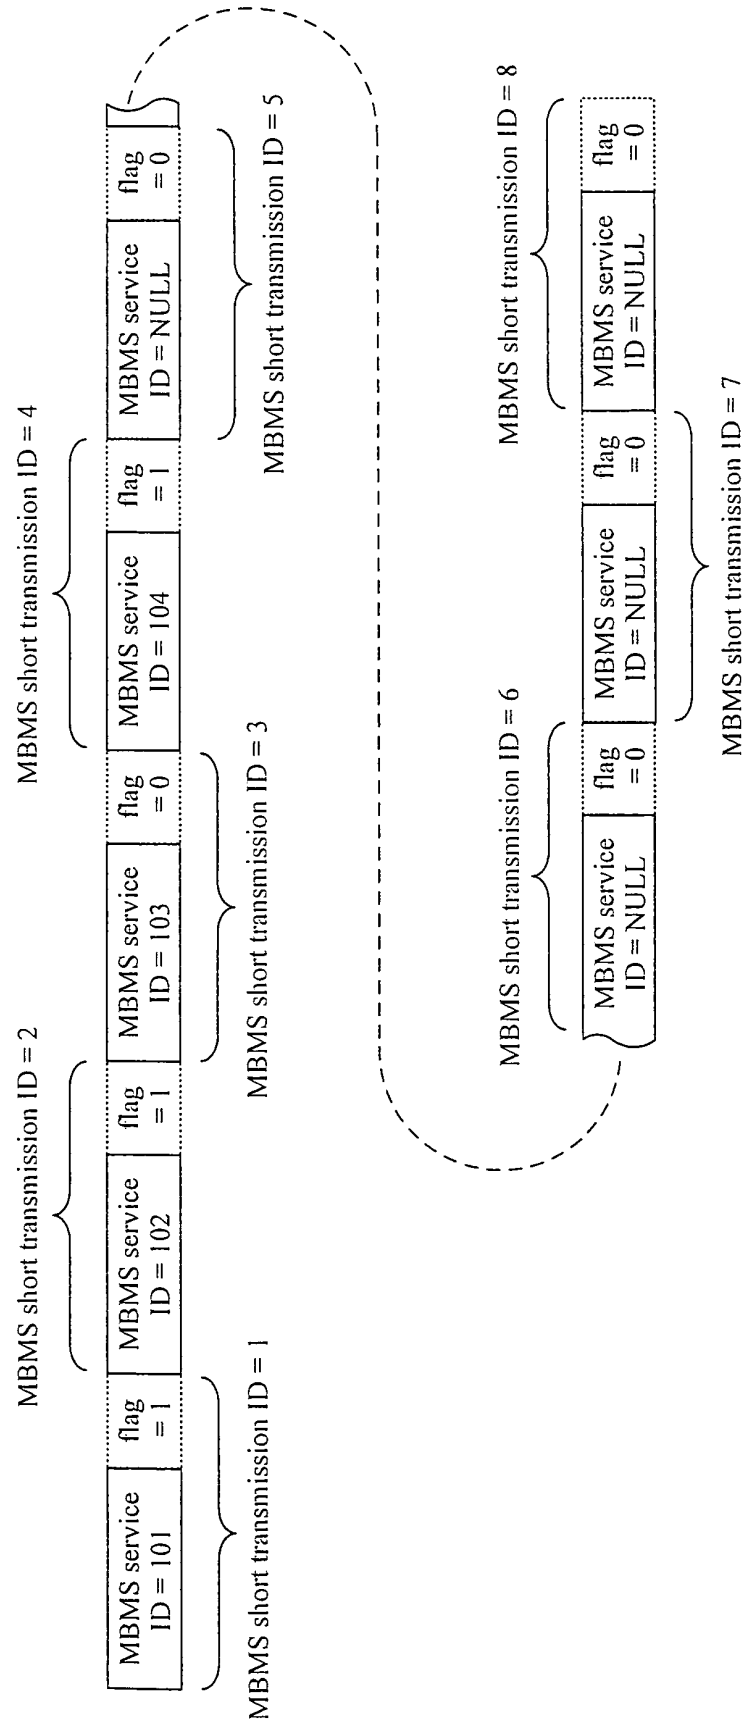 MBMS short transmission ID = 2
MBMS short transmission ID = 4
MBMS service
ID = 101
flag
= 1
MBMS service
ID = 102
flag
= 1
MBMS service
ID = 103
flag
= 0
MBMS service
ID = 104
flag
= 1
MBMS service
ID = NULL
flag
= 0
MBMS short transmission ID = 1
MBMS short transmission ID = 3
MBMS short transmission ID = 5
MBMS short transmission ID = 6
MBMS short transmission ID = 8
MBMS service
ID = NULL
flag
= 0
MBMS service
ID = NULL
flag
= 0
MBMS service
ID = NULL
flag
= 0
MBMS short transmission ID = 7